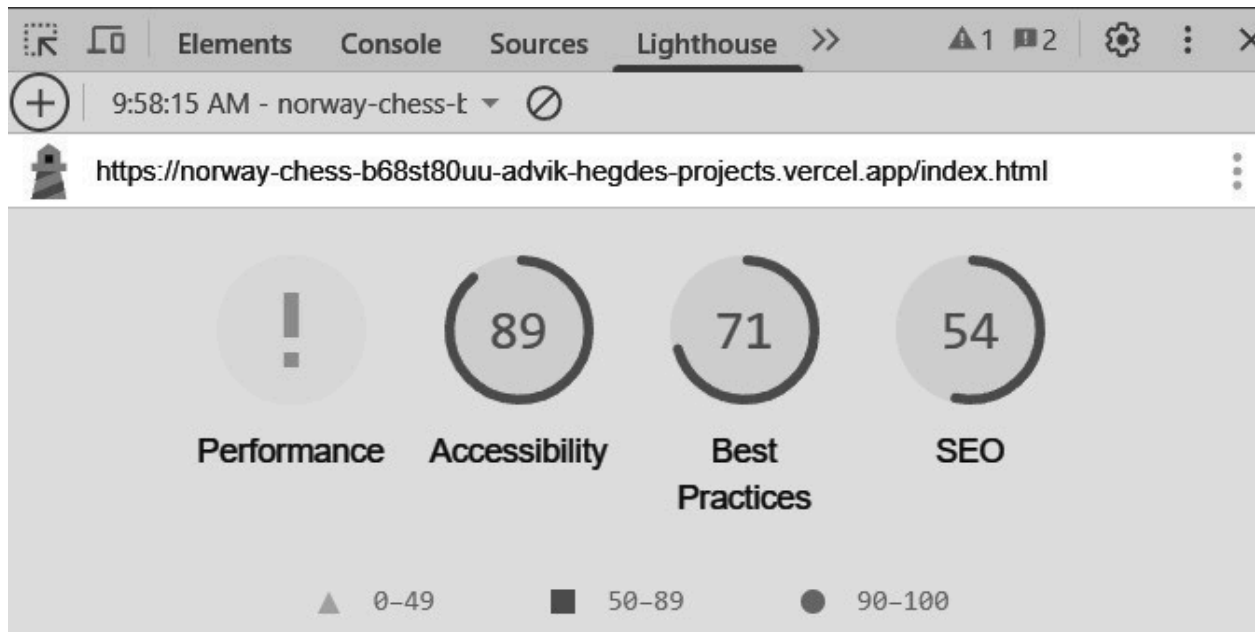 Elements Console Sources Lighthouse >> 1 2
9:58:15 AM - norway-chess-b
https://norway-chess-b68st80uu-advik-hegdes-projects.vercel.app/index.html
! 89 71 54
Performance Accessibility Best Practices SEO
0–49 50–89 90–100